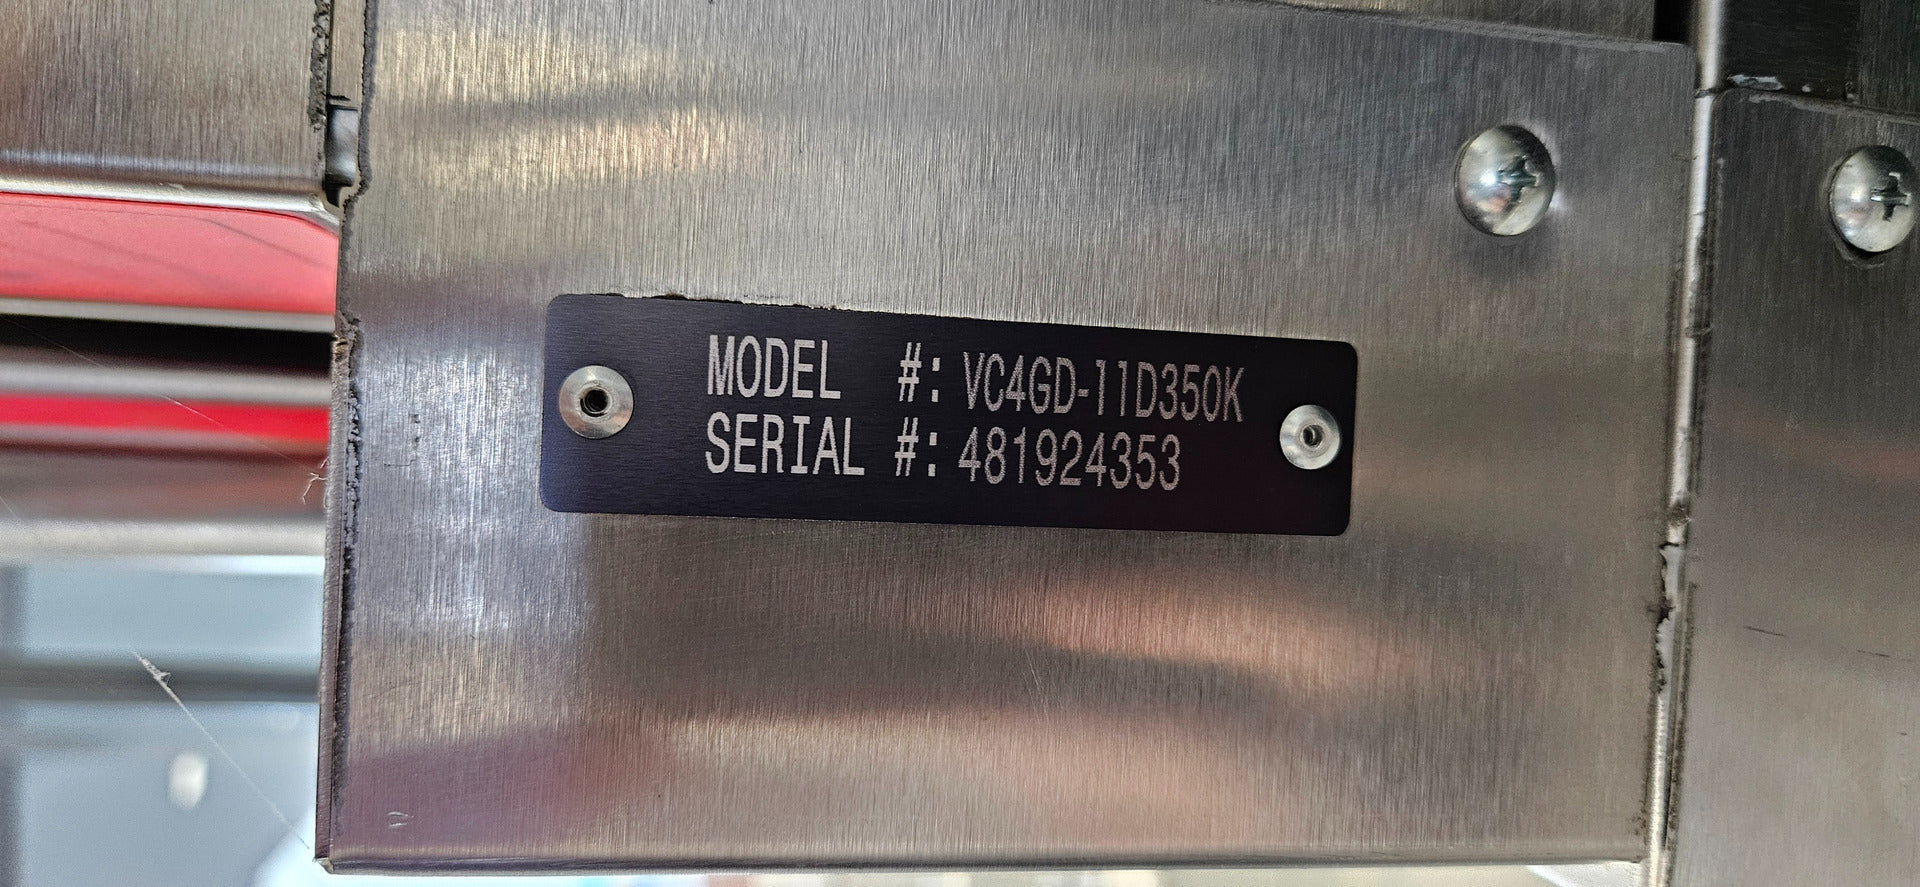 MODEL #: VC4GD-11D350K
SERIAL #: 481924353